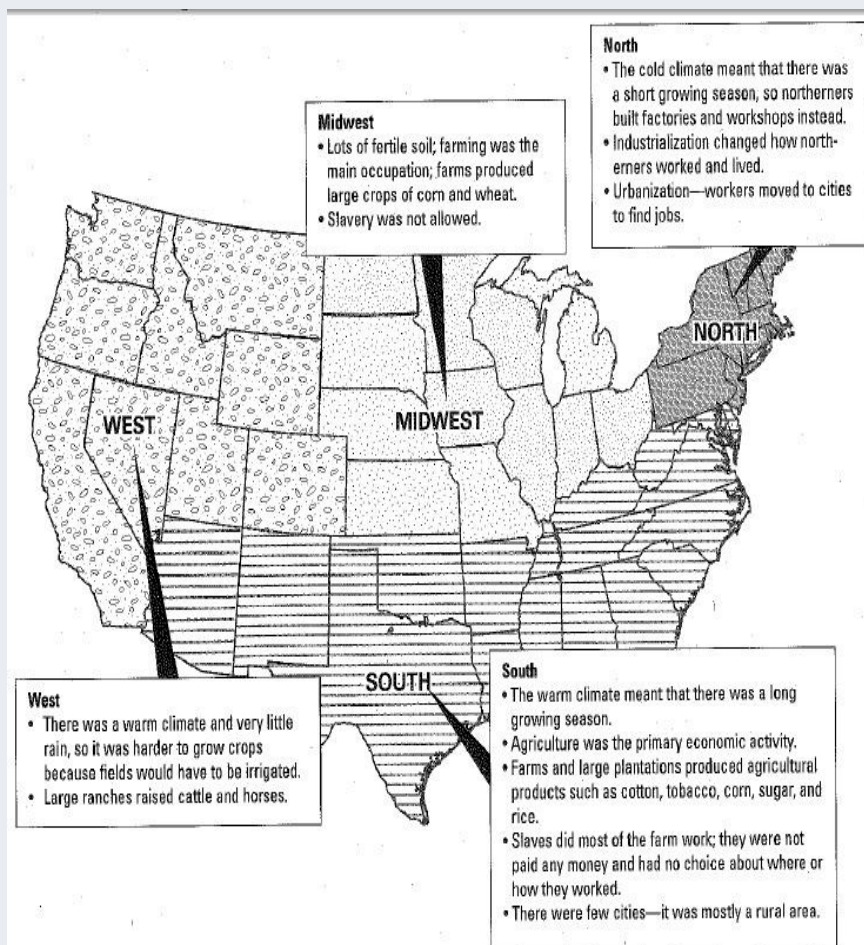 North
• The cold climate meant that there was
a short growing season, so northerners
built factories and workshops instead.
• Industrialization changed how north-
erners worked and lived.
• Urbanization—workers moved to cities
to find jobs.
Midwest
• Lots of fertile soil; farming was the
main occupation; farms produced
large crops of corn and wheat.
• Slavery was not allowed.
NORTH
WEST
MIDWEST
SOUTH
West
• There was a warm climate and very little
rain, so it was harder to grow crops
because fields would have to be irrigated.
• Large ranches raised cattle and horses.
South
• The warm climate meant that there was a long
growing season.
• Agriculture was the primary economic activity.
• Farms and large plantations produced agricultural
products such as cotton, tobacco, corn, sugar, and
rice.
• Slaves did most of the farm work; they were not
paid any money and had no choice about where or
how they worked.
• There were few cities—it was mostly a rural area.